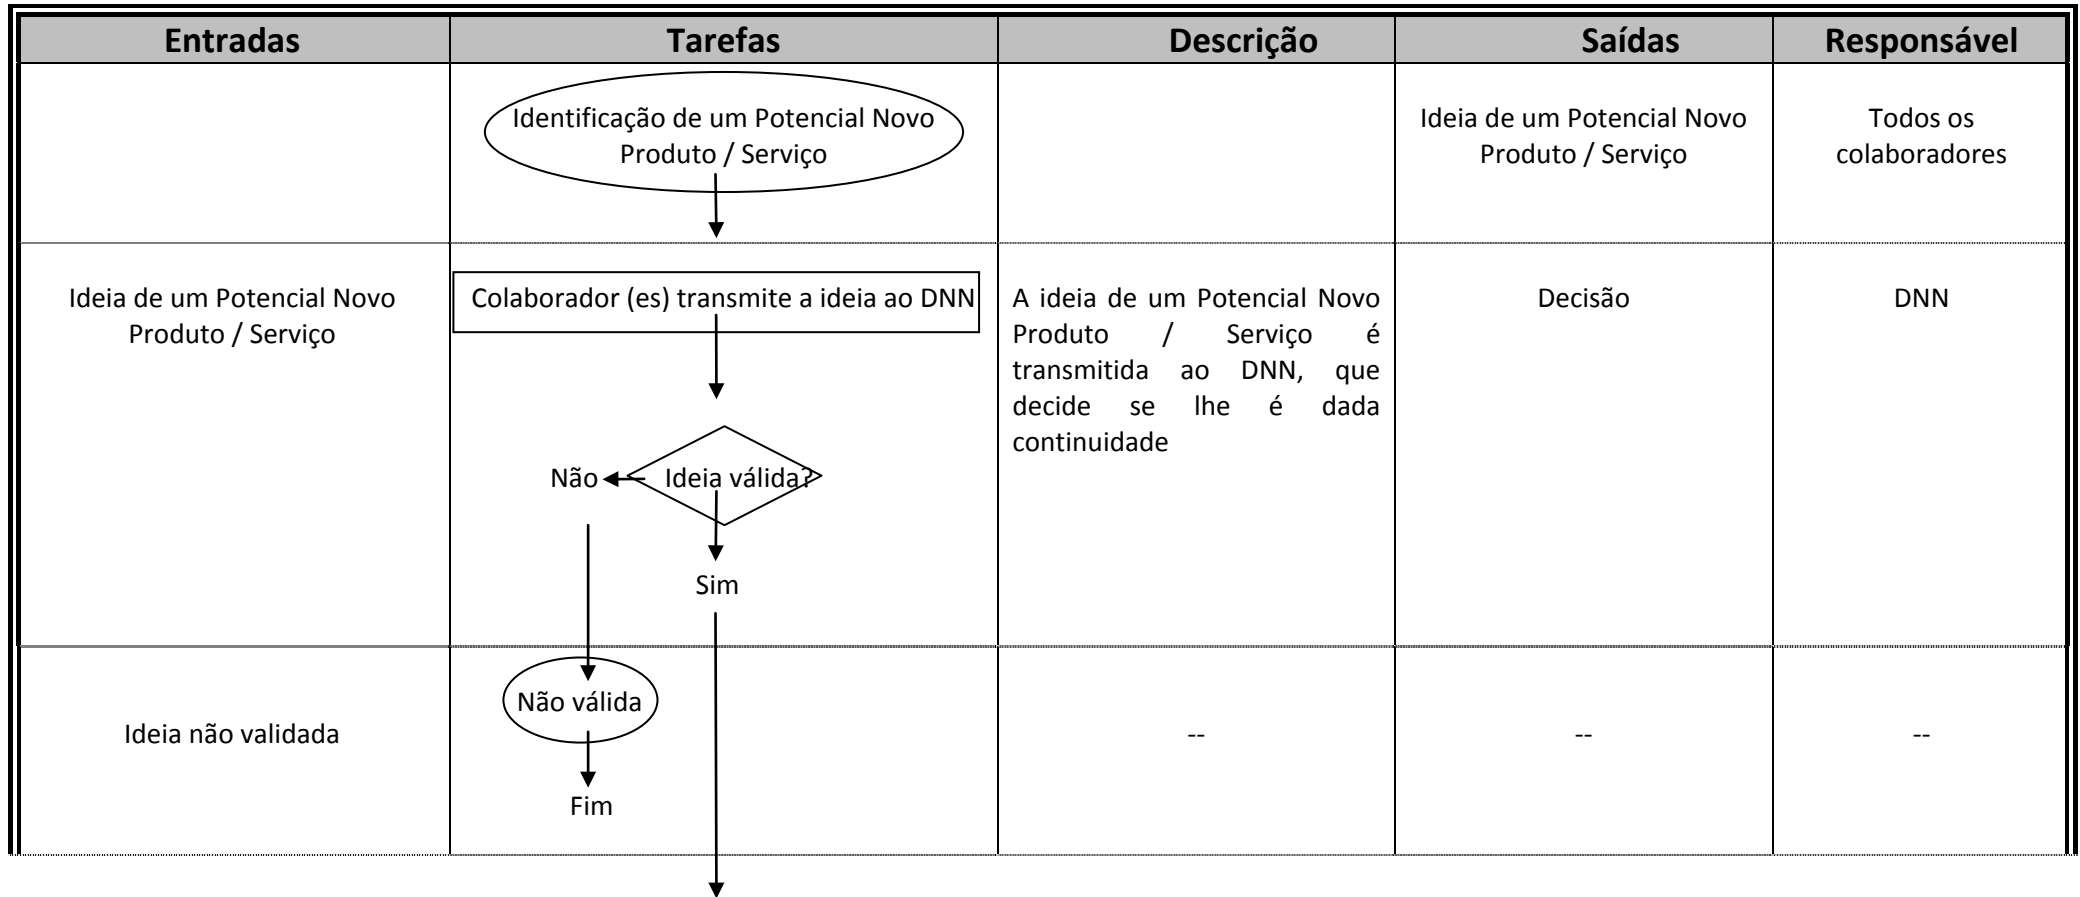 Entradas
Tarefas
Descrição
Saídas
Responsável
Identificação de um Potencial Novo
Produto / Serviço
Ideia de um Potencial Novo
Produto / Serviço
Todos os
colaboradores
Ideia de um Potencial Novo
Produto / Serviço
Colaborador (es) transmite a ideia ao DNN
Não
Ideia válida?
Sim
A ideia de um Potencial Novo
Produto / Serviço é
transmitida ao DNN, que
decide se lhe é dada
continuidade
Decisão
DNN
Ideia não validada
Não válida
Fim
--
--
--